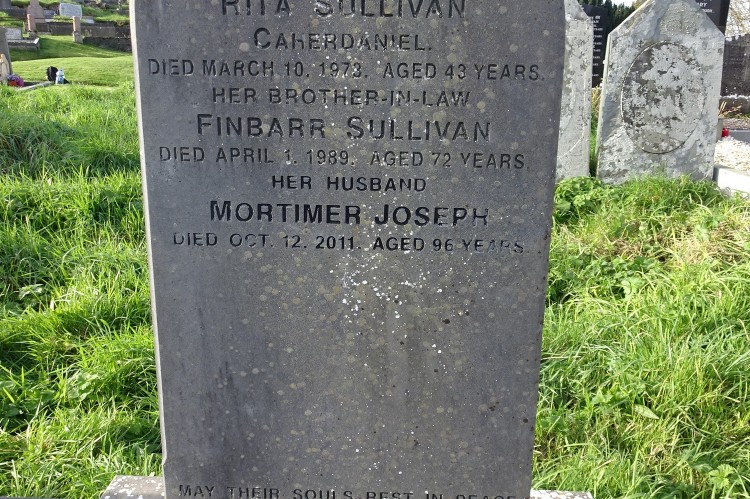 RITA SULLIVAN
CAHERDANIEL.
DIED MARCH 10, 1973. AGED 43 YEARS.
HER BROTHER-IN-LAW
FINBARR SULLIVAN
DIED APRIL 1, 1989. AGED 72 YEARS.
HER HUSBAND
MORTIMER JOSEPH
DIED OCT. 12. 2011. AGED 96 YEARS.
MAY THEIR SOULS REST IN PEACE